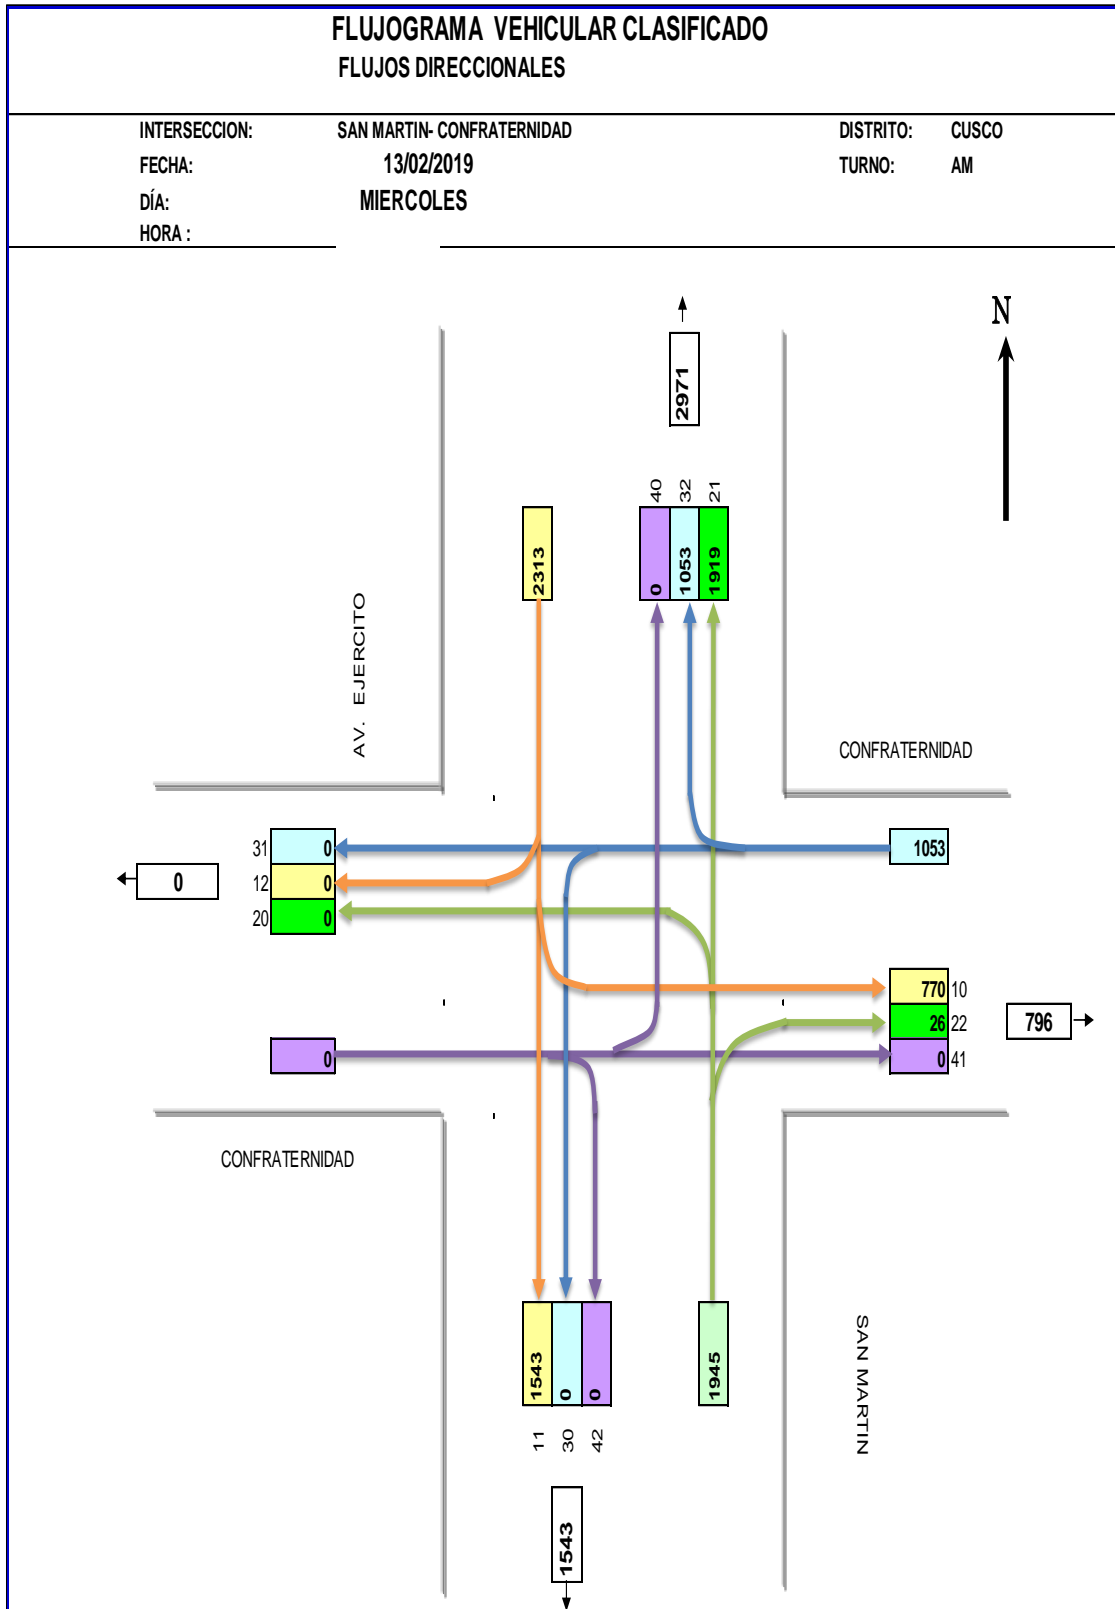 FLUJOGRAMA VEHICULAR CLASIFICADO
FLUJOS DIRECCIONALES
INTERSECCION: SAN MARTIN- CONFRATERNIDAD DISTRITO: CUSCO
FECHA: 13/02/2019 TURNO: AM
DÍA: MIERCOLES
HORA :
N
2971
40 32 21
2313 0 1053 1919
AV. EJERCITO
CONFRATERNIDAD
31 0 1053
0 12 0
20 0
770 10
26 22 796
0 0 41
CONFRATERNIDAD
1543 0 0 1945
SAN MARTIN
11 30 42
1543